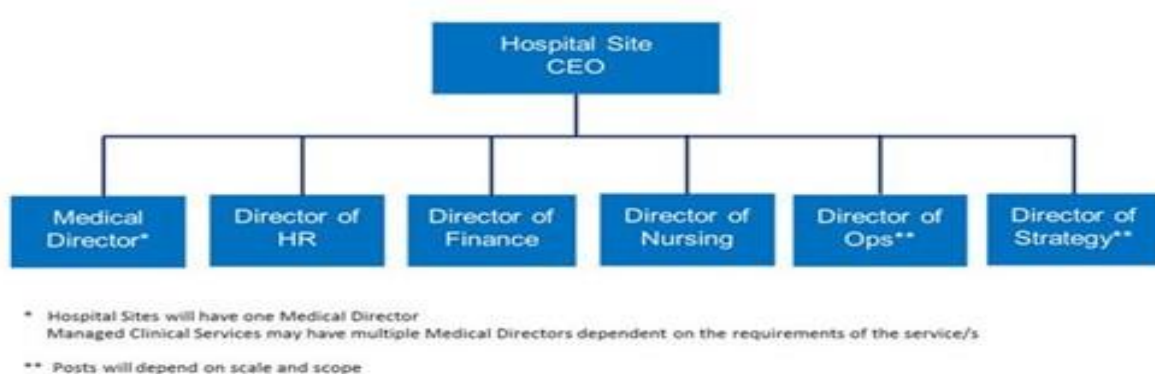 Hospital Site
CEO
Medical
Director*
Director of
HR
Director of
Finance
Director of
Nursing
Director of
Ops**
Director of
Strategy**
* Hospital Sites will have one Medical Director
Managed Clinical Services may have multiple Medical Directors dependent on the requirements of the service/s
** Posts will depend on scale and scope